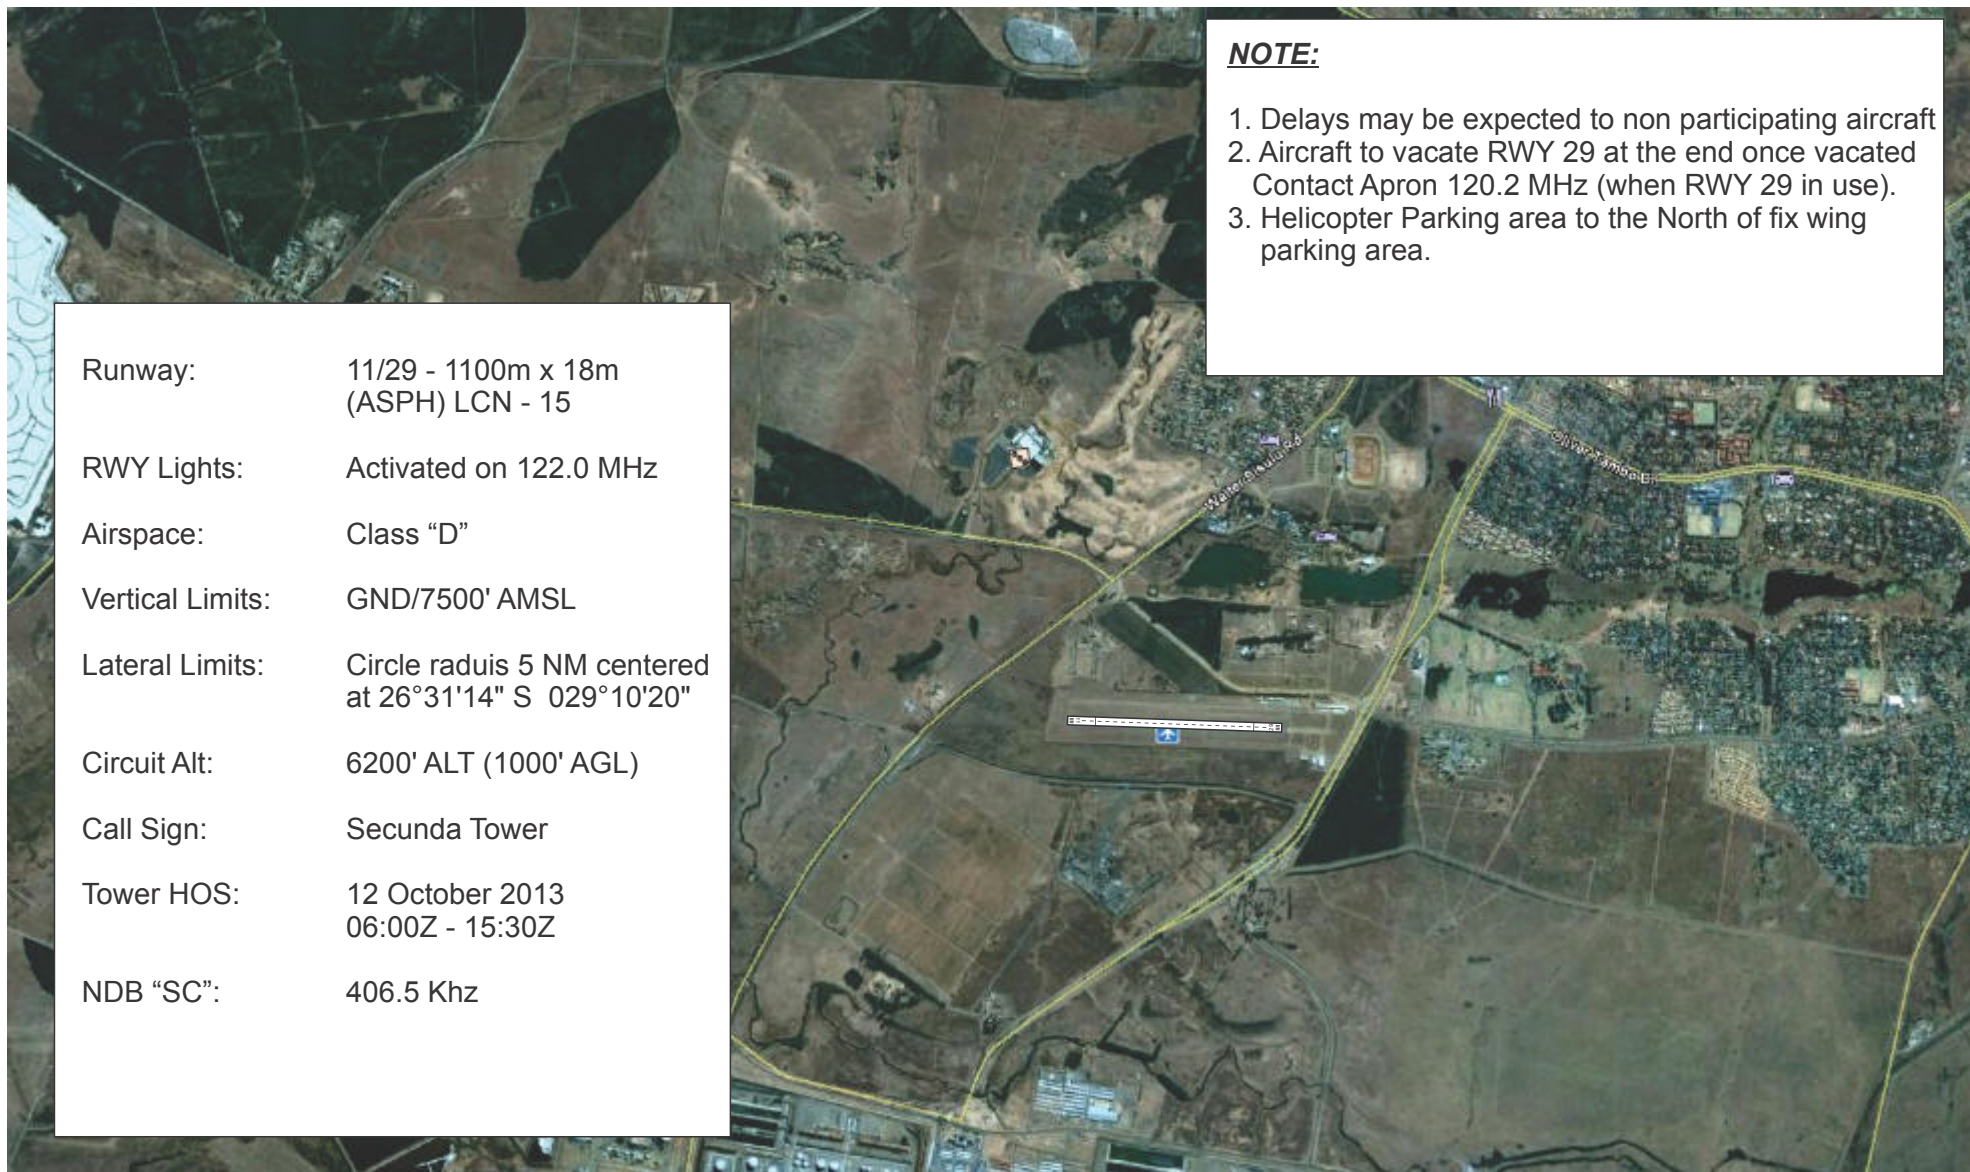 NOTE:
1. Delays may be expected to non participating aircraft
2. Aircraft to vacate RWY 29 at the end once vacated
Contact Apron 120.2 MHz (when RWY 29 in use).
3. Helicopter Parking area to the North of fix wing
parking area.
Runway: 11/29 - 1100m x 18m
(ASPH) LCN - 15
RWY Lights: Activated on 122.0 MHz
Airspace: Class “D”
Vertical Limits: GND/7500' AMSL
Lateral Limits: Circle raduis 5 NM centered
at 26°31'14" S 029°10'20"
Circuit Alt: 6200' ALT (1000' AGL)
Call Sign: Secunda Tower
Tower HOS: 12 October 2013
06:00Z - 15:30Z
NDB “SC”: 406.5 Khz
Walter Sisulu Rd
Oliver Tambo